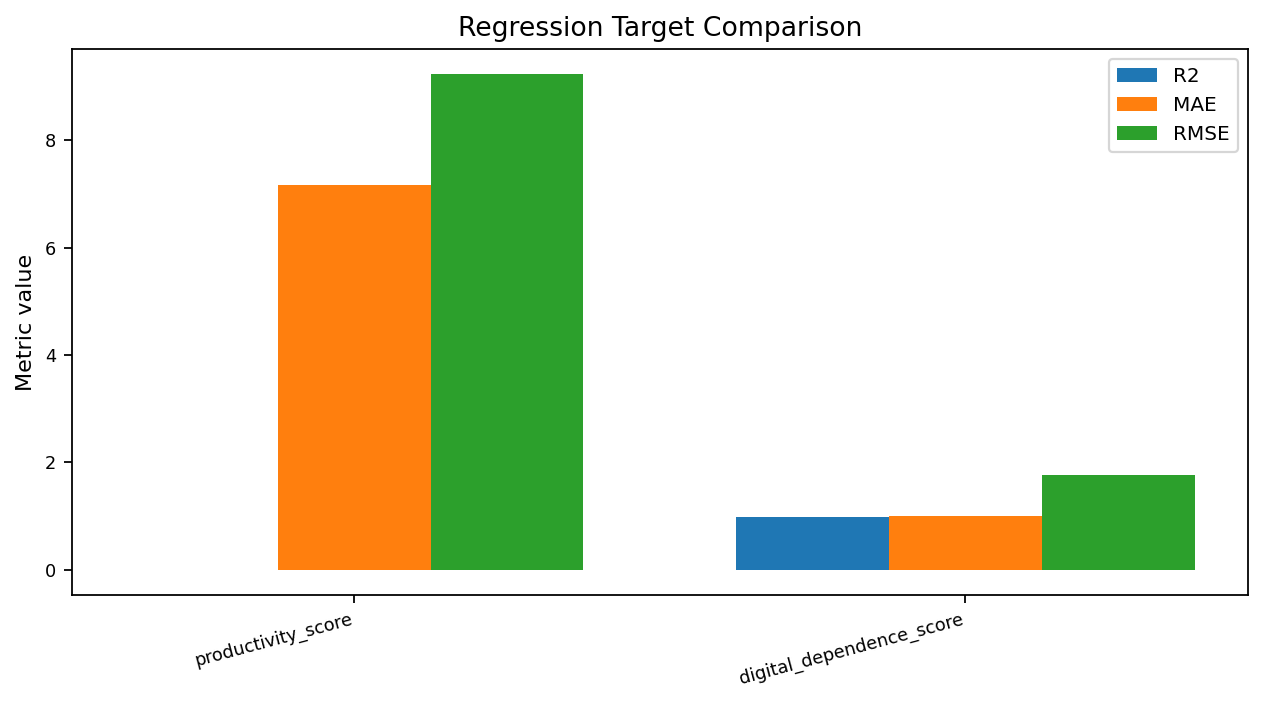 Regression Target Comparison
R2
MAE
RMSE
Metric value
8
6
4
2
0
productivity_score
digital_dependence_score